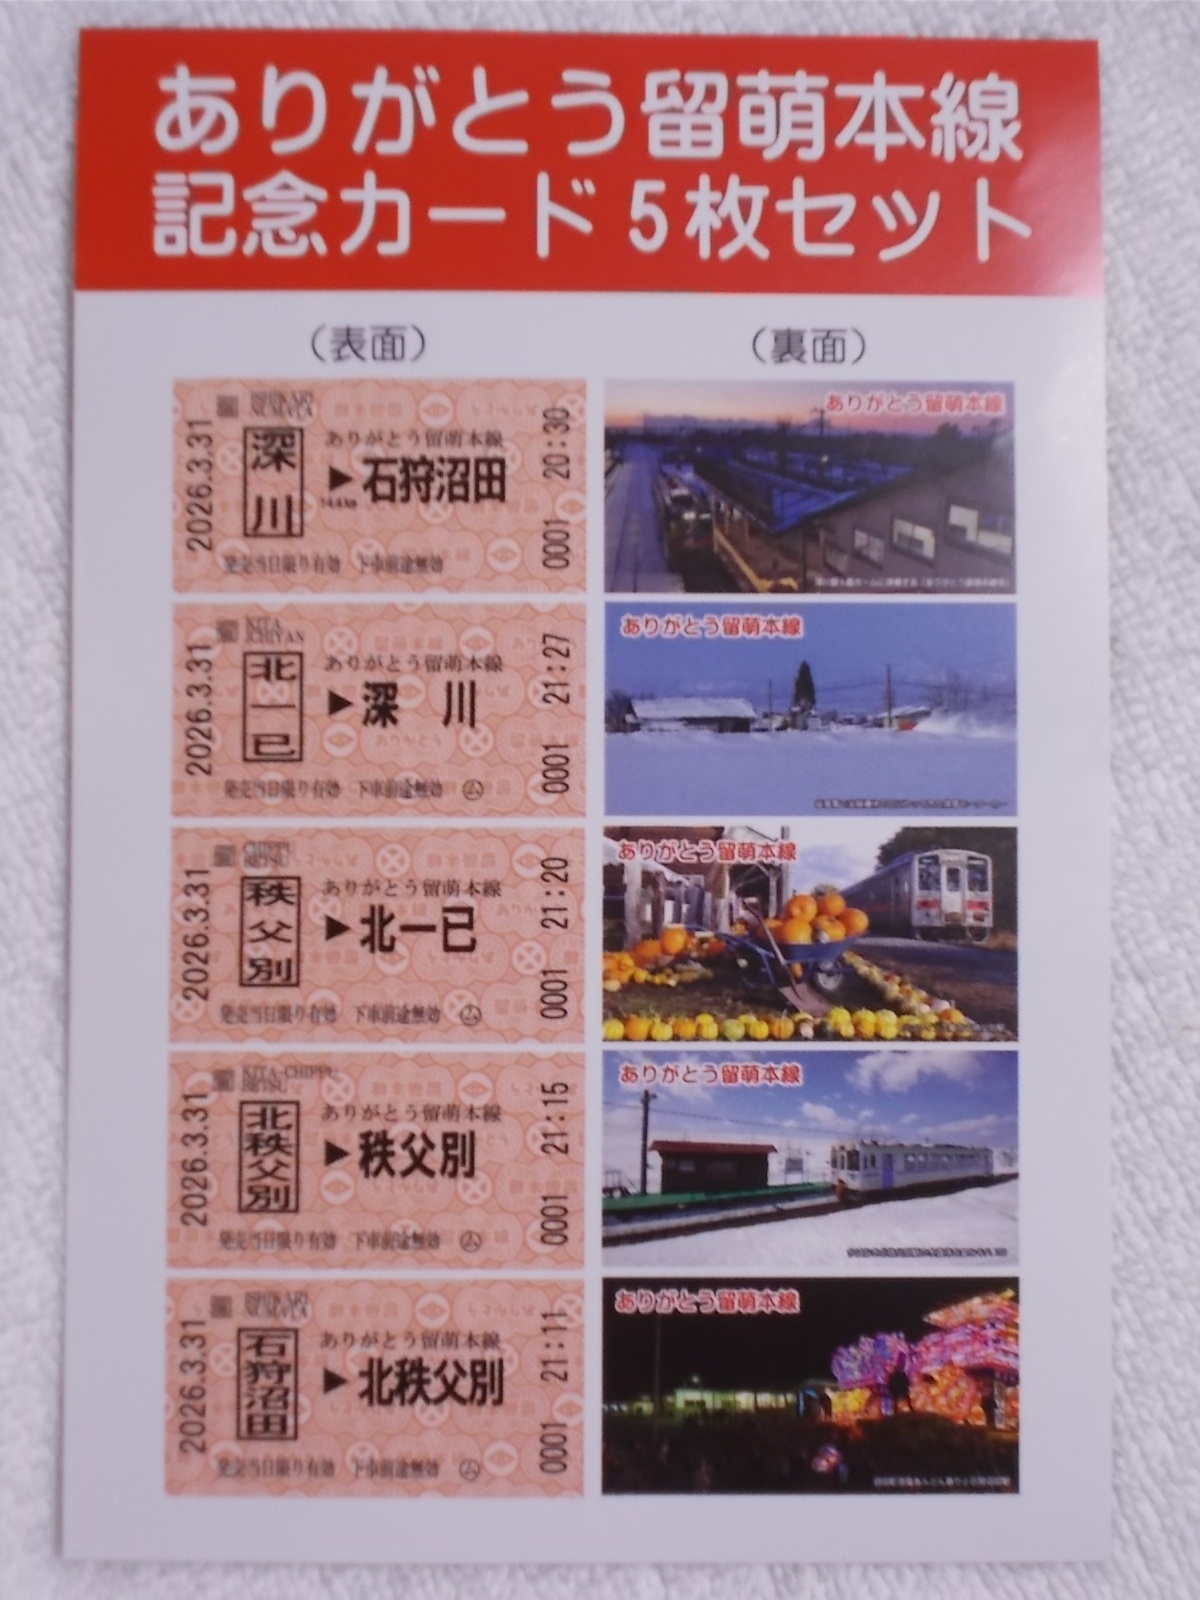 ありがとう留萌本線
記念カード5枚セット
（表面）
（裏面）
2026.3.31
深川
ありがとう留萌本線
▶石狩沼田
20:30
0001
発売当日限り有効 下車前途無効
ありがとう留萌本線
2026.3.31
KITA
ICHIYAN
北一已
ありがとう留萌本線
▶深 川
21:27
0001
発売当日限り有効 下車前途無効 ム
ありがとう留萌本線
2026.3.31
CHIPPU
BETSU
秩父別
ありがとう留萌本線
▶北一已
21:20
0001
発売当日限り有効 下車前途無効 ム
ありがとう留萌本線
2026.3.31
KITA-CHIPPU
BETSU
北秩父別
ありがとう留萌本線
▶秩父別
21:15
0001
発売当日限り有効 下車前途無効 ム
ありがとう留萌本線
2026.3.31
石狩沼田
ありがとう留萌本線
▶北秩父別
21:11
0001
発売当日限り有効 下車前途無効 ム
ありがとう留萌本線